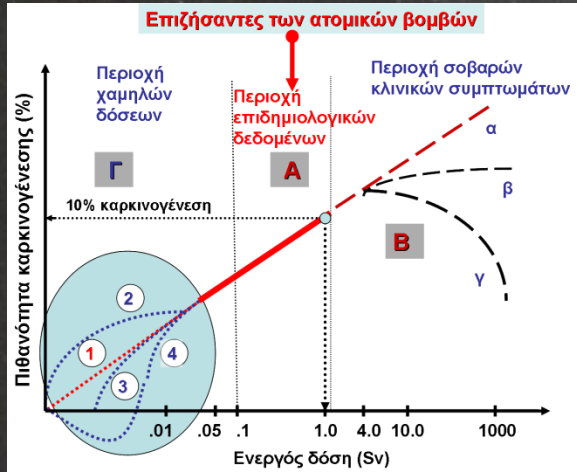 Επιζήσαντες των ατομικών βομβών
Περιοχή
χαμηλών
δόσεων
Περιοχή
επιδημιολογικών
δεδομένων
Περιοχή σοβαρών
κλινικών συμπτωμάτων
α
β
γ
Γ
Α
Β
10% καρκινογένεση
Πιθανότητα καρκινογένεσης (%)
2
1
4
3
.01
.05
.1
1.0
4.0
10.0
1000
Ενεργός δόση (Sv)